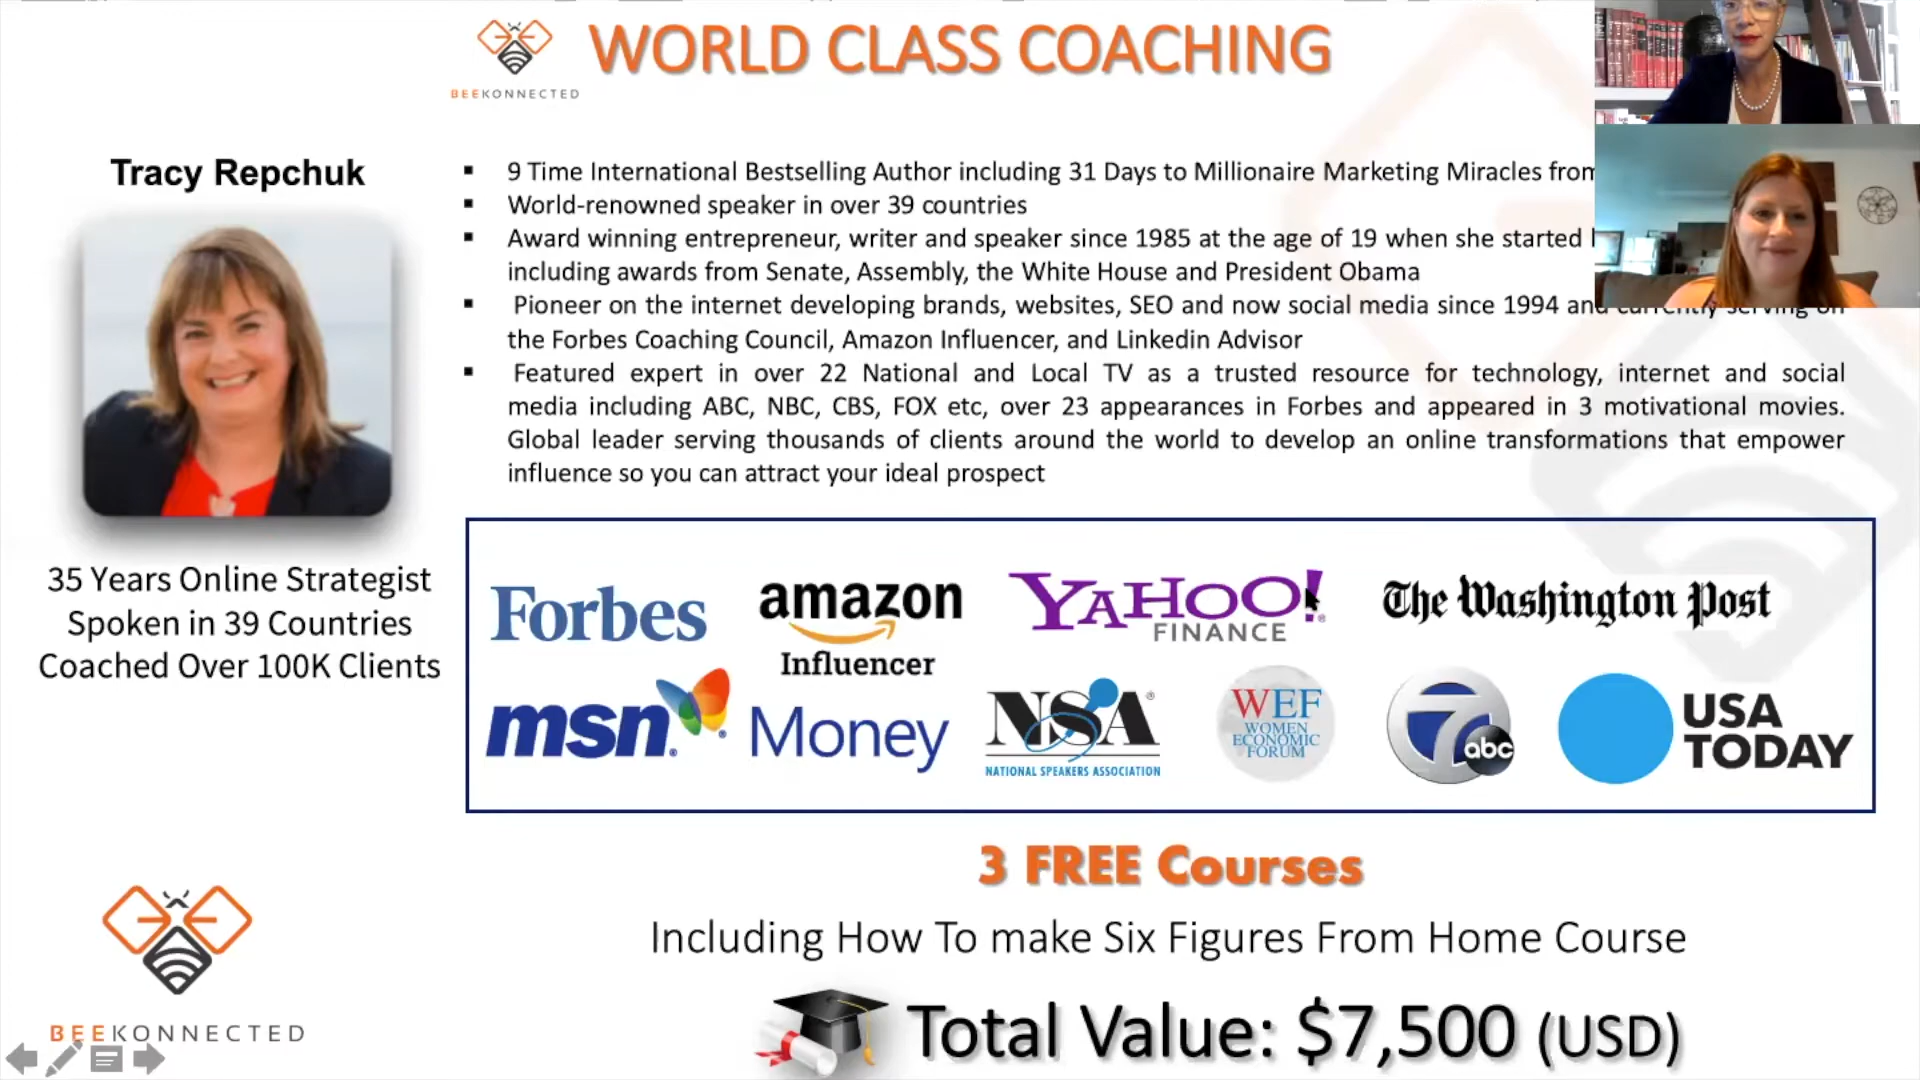 WORLD CLASS COACHING
BEEKONNECTED
Tracy Repchuk
9 Time International Bestselling Author including 31 Days to Millionaire Marketing Miracles from
World-renowned speaker in over 39 countries
Award winning entrepreneur, writer and speaker since 1985 at the age of 19 when she started
including awards from Senate, Assembly, the White House and President Obama
Pioneer on the internet developing brands, websites, SEO and now social media since 1994 and currently serving on
the Forbes Coaching Council, Amazon Influencer, and Linkedin Advisor
Featured expert in over 22 National and Local TV as a trusted resource for technology, internet and social
media including ABC, NBC, CBS, FOX etc, over 23 appearances in Forbes and appeared in 3 motivational movies.
Global leader serving thousands of clients around the world to develop an online transformations that empower
influence so you can attract your ideal prospect
35 Years Online Strategist
Spoken in 39 Countries
Coached Over 100K Clients
Forbes
amazon
Influencer
YAHOO!
FINANCE
The Washington Post
msn
Money
NSA
NATIONAL SPEAKERS ASSOCIATION
WEF
WOMEN
ECONOMIC
FORUM
7
abc
USA
TODAY
3 FREE Courses
Including How To make Six Figures From Home Course
Total Value: $7,500 (USD)
BEEKONNECTED